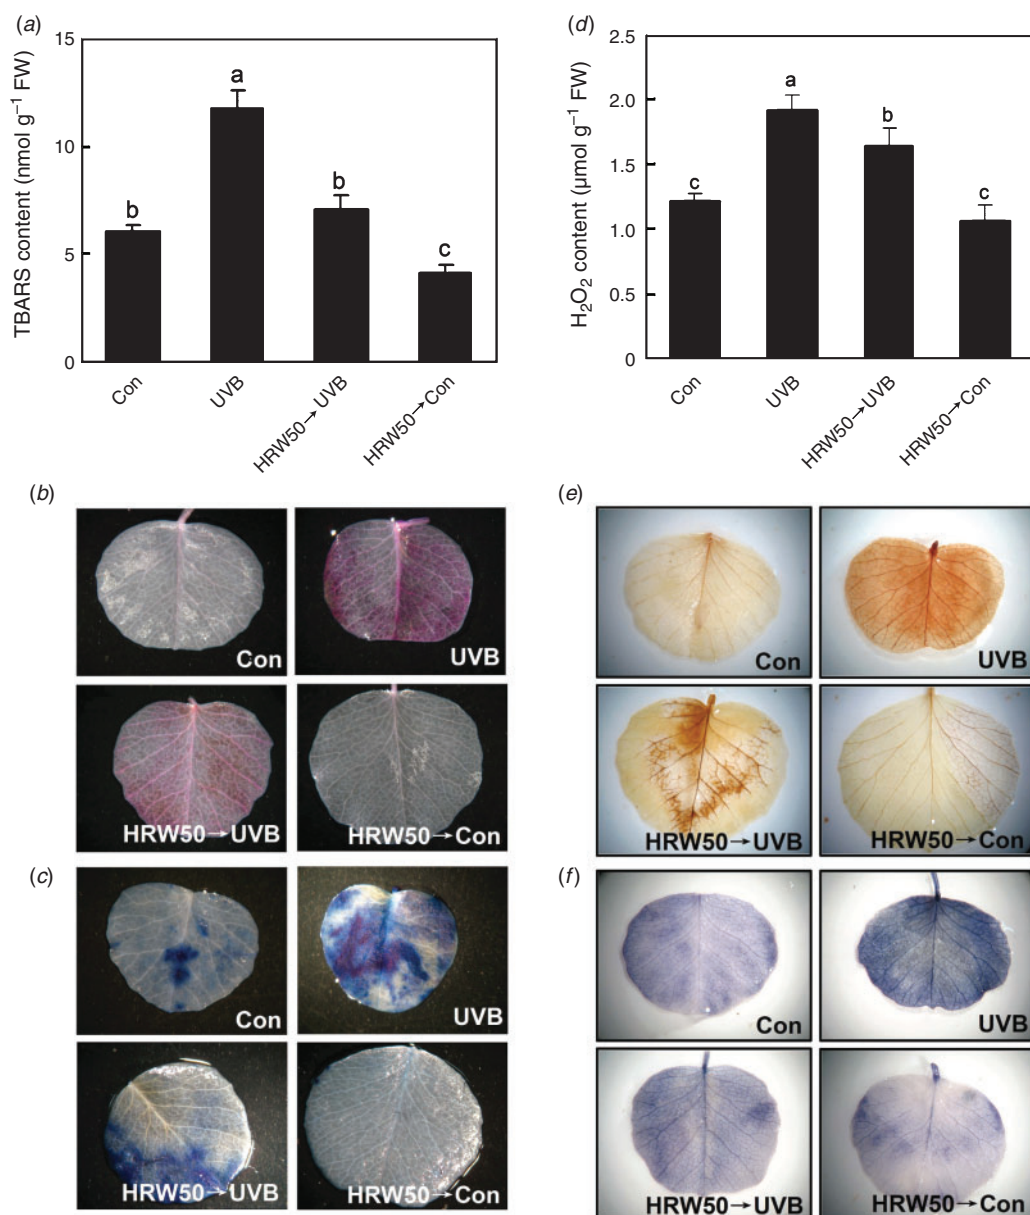 (a)
TBARS content (nmol g⁻¹ FW)
15
10
5
0
b
a
b
c
Con
UVB
HRW50→UVB
HRW50→Con
(d)
H₂O₂ content (µmol g⁻¹ FW)
2.5
2.0
1.5
1.0
0.5
0
c
a
b
c
Con
UVB
HRW50→UVB
HRW50→Con
(b)
Con
UVB
HRW50→UVB
HRW50→Con
(c)
Con
UVB
HRW50→UVB
HRW50→Con
(e)
Con
UVB
HRW50→UVB
HRW50→Con
(f)
Con
UVB
HRW50→UVB
HRW50→Con